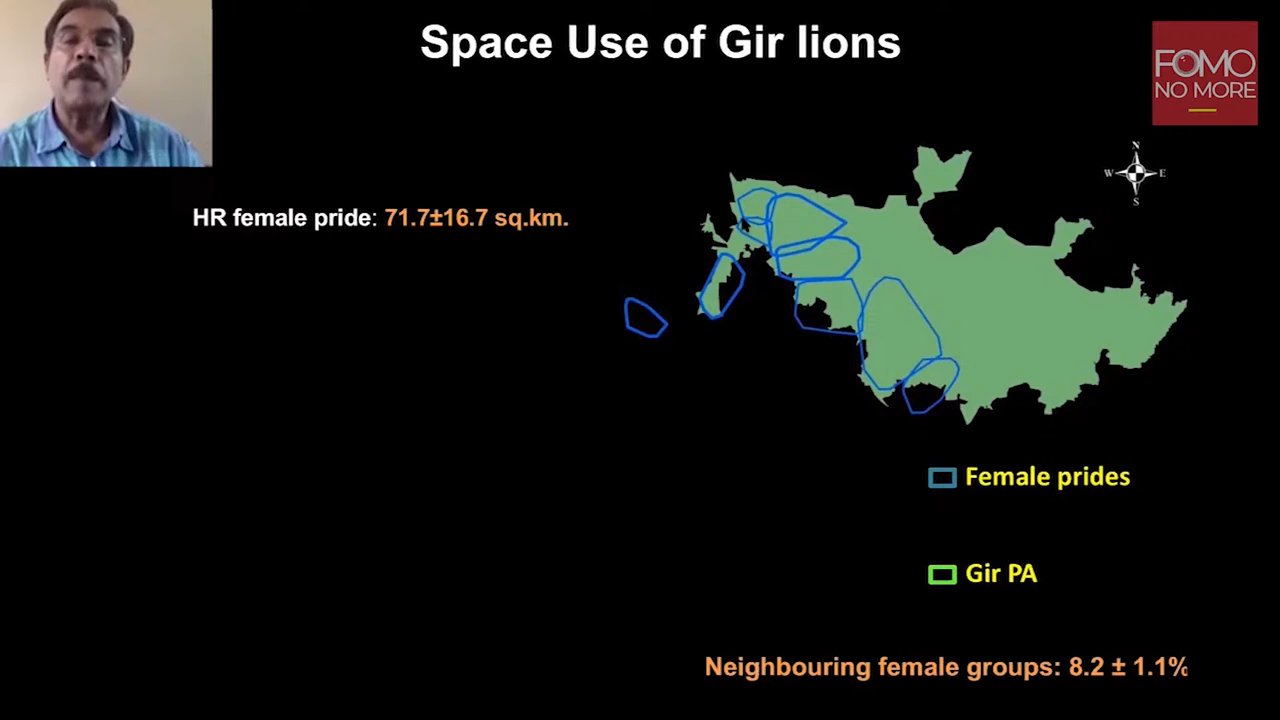 Space Use of Gir lions
FOMO
NO MORE
N
W E
S
HR female pride: 71.7±16.7 sq.km.
Female prides
Gir PA
Neighbouring female groups: 8.2 ± 1.1%